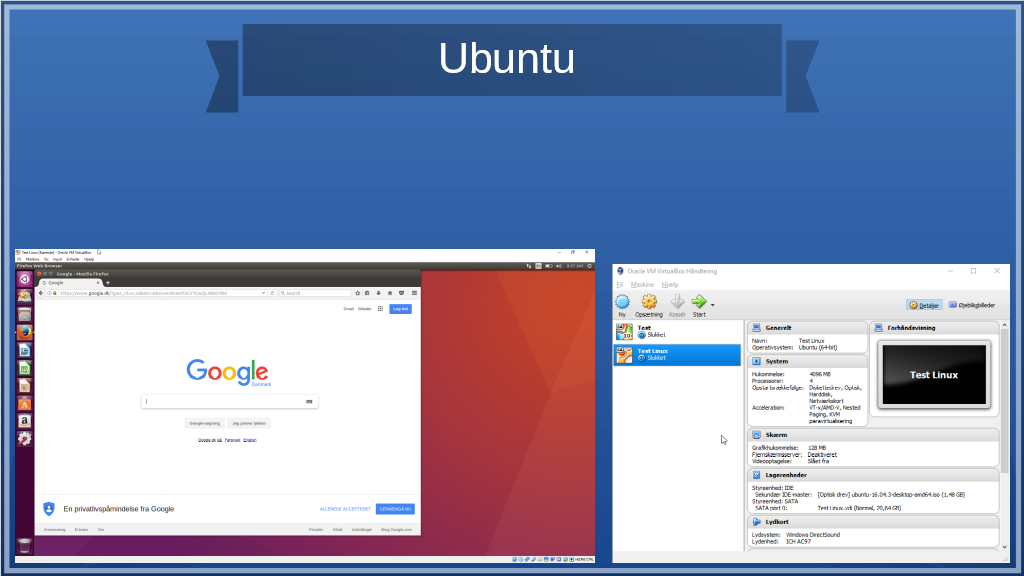 Ubuntu
Test Linux [Kørende] - Oracle VM VirtualBox
Fil Maskine Vis Input Enheder Hjælp
Firefox Web Browser
Google - Mozilla Firefox
Google
Search
Gmail Billeder Log ind
Google
Danmark
Google-søgning Jeg prøver lykken
Google.dk på: Føroyskt English
En privatlivspåmindelse fra Google
ALLEREDE ACCEPTERET GENNEMGÅ NU
Annoncering Erhverv Om Privatliv Vilkår Indstillinger Brug Google.com
HØJRE CTRL
Oracle VM VirtualBox Håndtering
Fil Maskine Hjælp
Ny Opsætning Kassér Start
Detaljer Øjebliksbilleder
Test
Slukket
Test Linux
Slukket
Generelt
Navn: Test Linux
Operativsystem: Ubuntu (64-bit)
System
Hukommelse: 4096 MB
Processorer: 4
Opstartsrækkefølge: Diskettedrev, Optisk,
Harddisk,
Netværkskort
Acceleration: VT-x/AMD-V, Nested
Paging, KVM
paravirtualisering
Forhåndsvisning
Test Linux
Skærm
Grafikhukommelse: 128 MB
Fjernskærmsserver: Deaktiveret
Videooptagelse: Slået fra
Lagerenheder
Styreenhed: IDE
Sekundær IDE-master: [Optisk drev] ubuntu-16.04.3-desktop-amd64.iso (1,48 GB)
Styreenhed: SATA
SATA port 0: Test Linux.vdi (Normal, 20,64 GB)
Lydkort
Lydsystem: Windows DirectSound
Lydenhed: ICH AC97